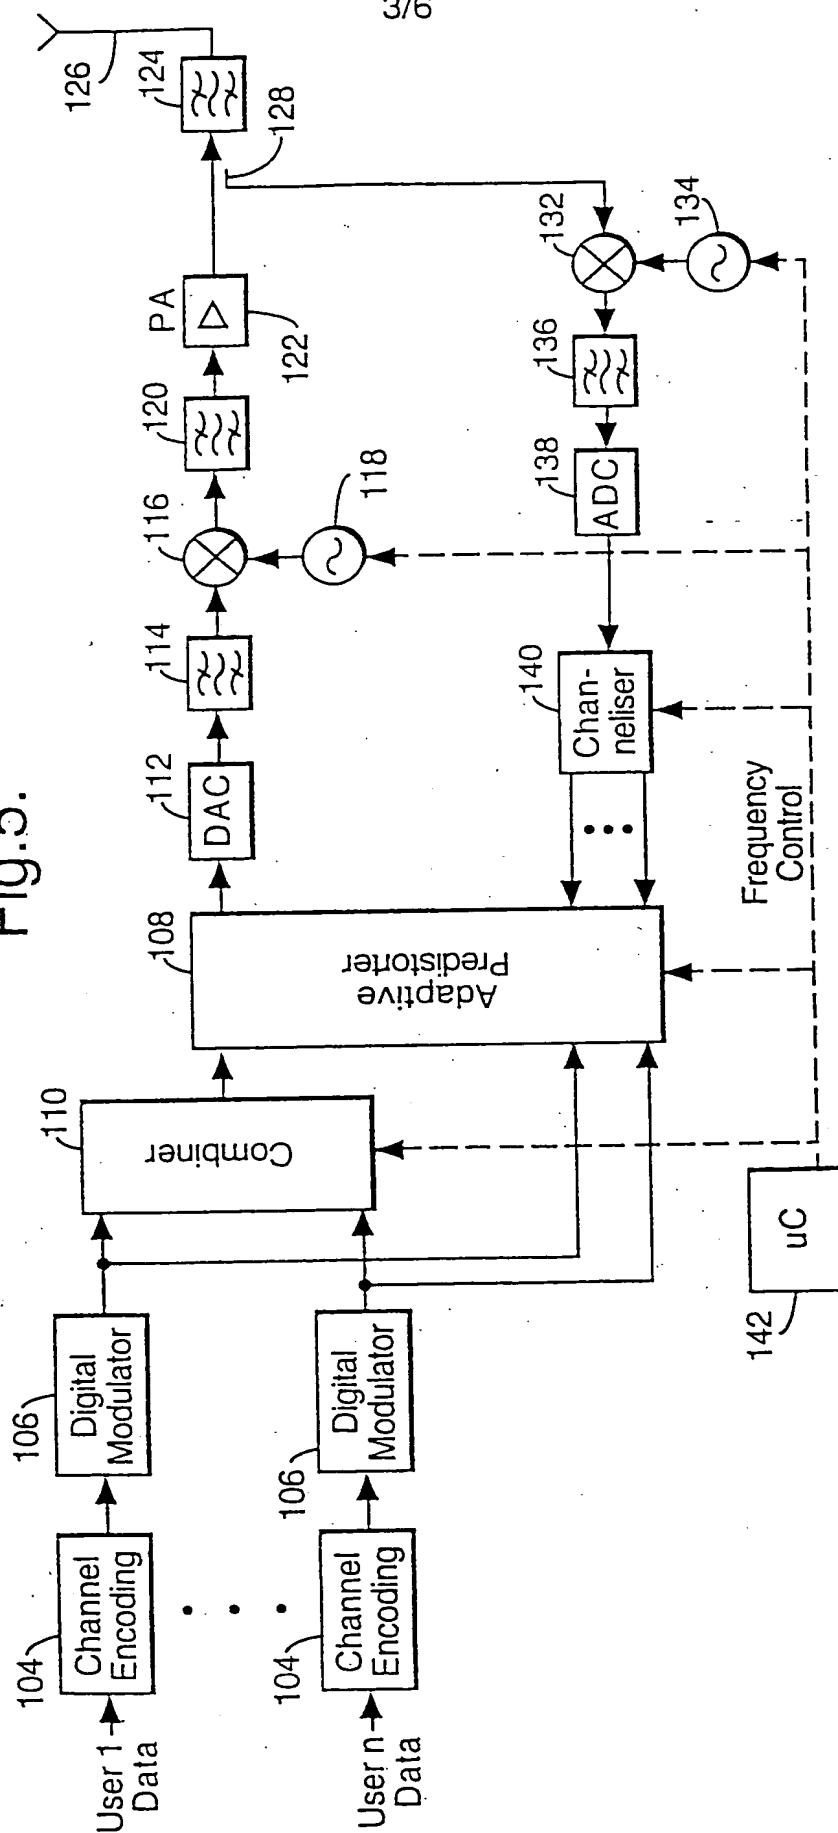 3/6
Fig.5.
User 1
Data
104
Channel
Encoding
106
Digital
Modulator
User n
Data
104
Channel
Encoding
106
Digital
Modulator
110
Combiner
108
Adaptive
Predistorter
112
DAC
114
116
118
120
PA
122
124
126
128
132
134
136
138
ADC
140
Chan-
neliser
Frequency
Control
142
uC